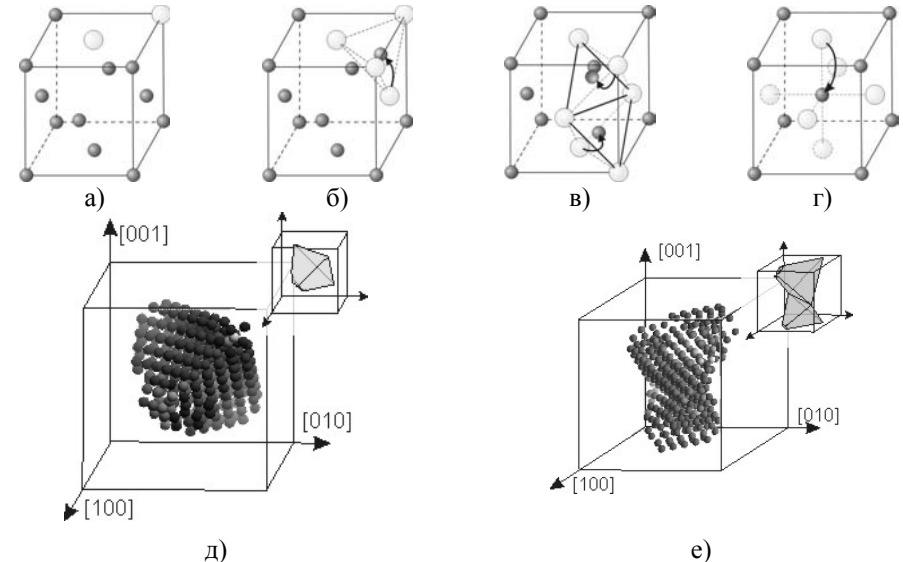 а) б) в) г)
[001] [001]
[010] [010]
[100] [100]
д) е)